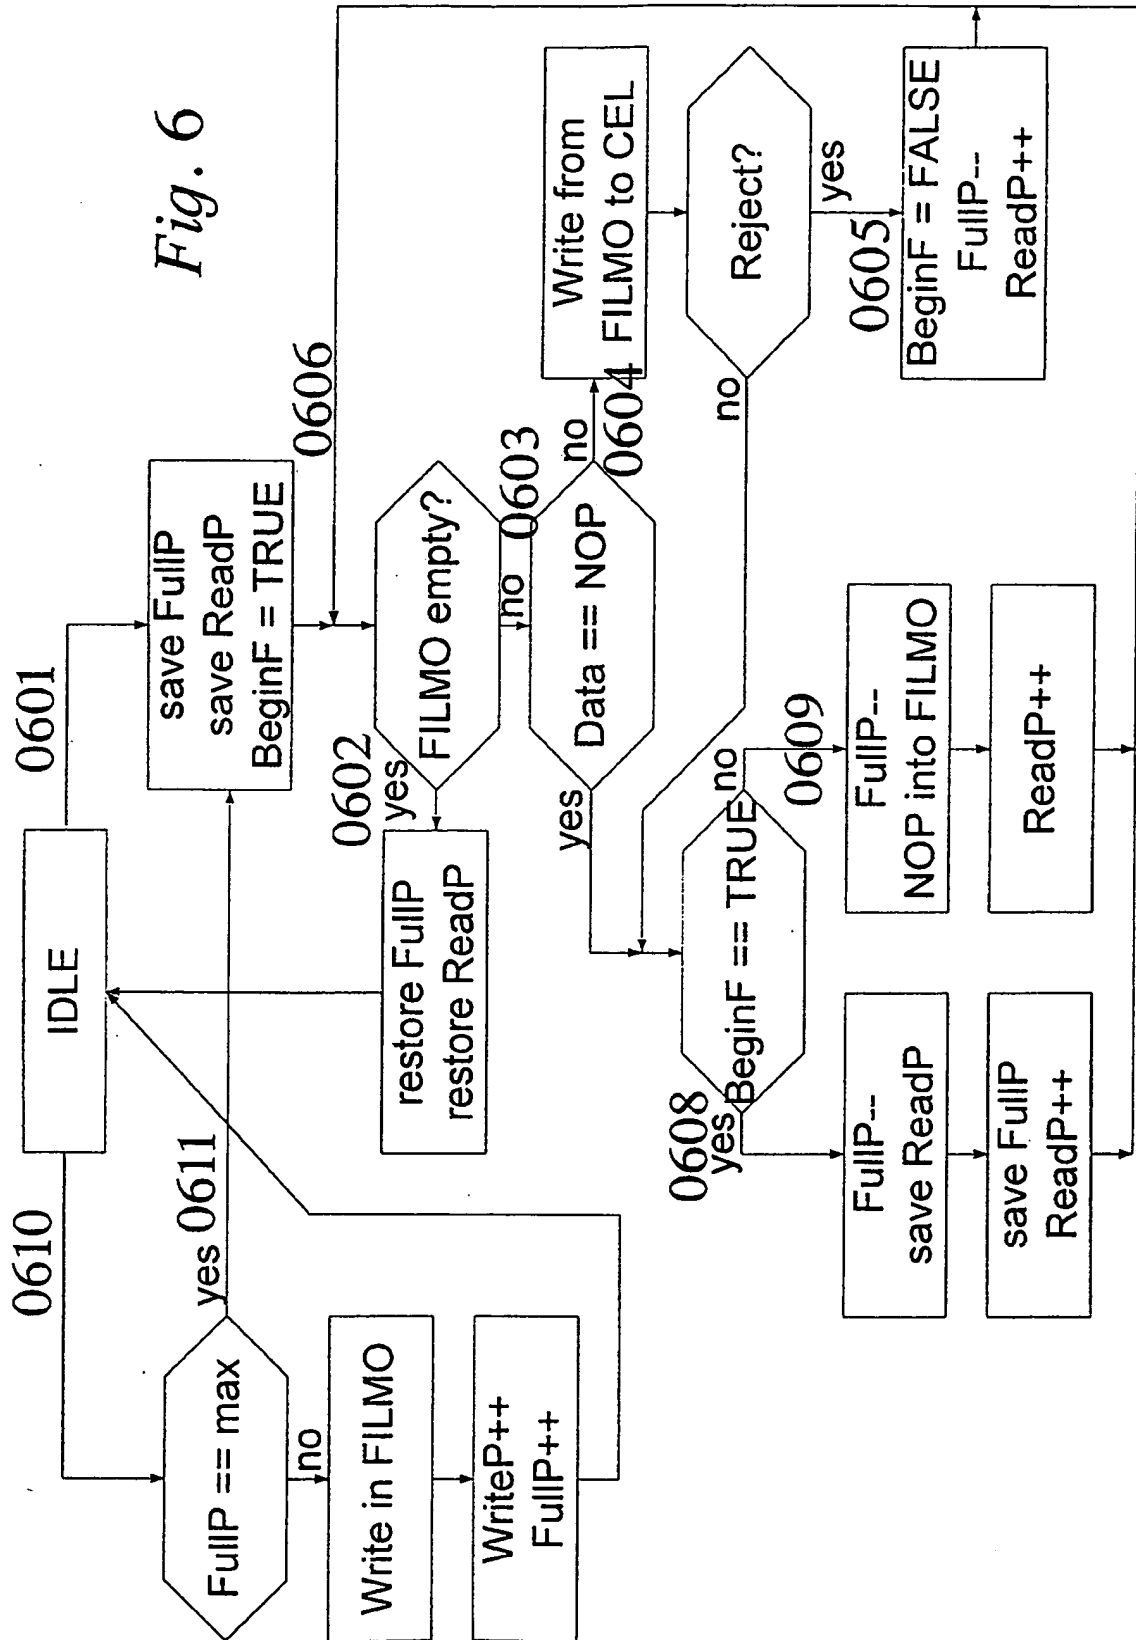 Fig. 6
IDLE
0610
0601
FullP == max
yes
0611
no
Write in FILMO
WriteP++
FullP++
save FullP
save ReadP
BeginF = TRUE
0606
FILMO empty?
0602
yes
restore FullP
restore ReadP
no
0603
Data == NOP
no
0604
yes
Write from
FILMO to CEL
Reject?
no
yes
0605
BeginF = FALSE
FullP--
ReadP++
BeginF == TRUE
0608
yes
no
0609
FullP--
save ReadP
save FullP
ReadP++
FullP--
NOP into FILMO
ReadP++